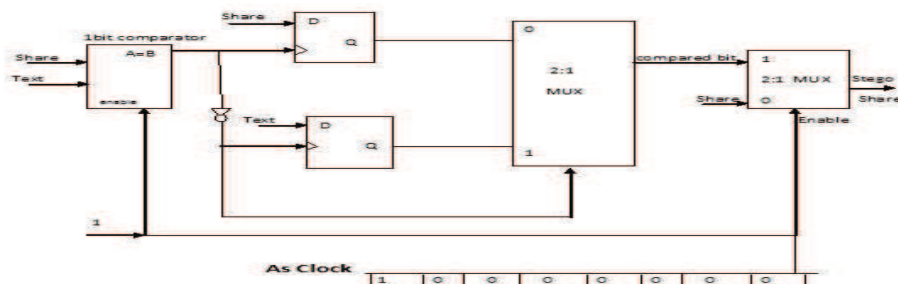 Share
D
Q
1bit comparator
A=B
Share
Text
enable
0
2:1
MUX
1
compared bit
1
2:1 MUX
0
Share
Stego
Share
Enable
Text
D
Q
1
As Clock
1 0 0 0 0 0 0 0